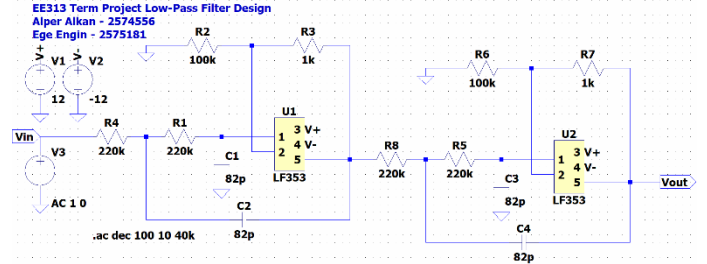 EE313 Term Project Low-Pass Filter Design
Alper Alkan - 2574556
Ege Engin - 2575181
V+ V-
V1 V2
12 -12
R2 R3
100k 1k
R6 R7
100k 1k
U1
1 3 V+
2 4 V-
5
LF353
U2
1 3 V+
2 4 V-
5
LF353
Vin
R4 R1
220k 220k
C1
82p
R8 R5
220k 220k
C3
82p
Vout
V3
AC 1 0
C2
82p
C4
82p
.ac dec 100 10 40k